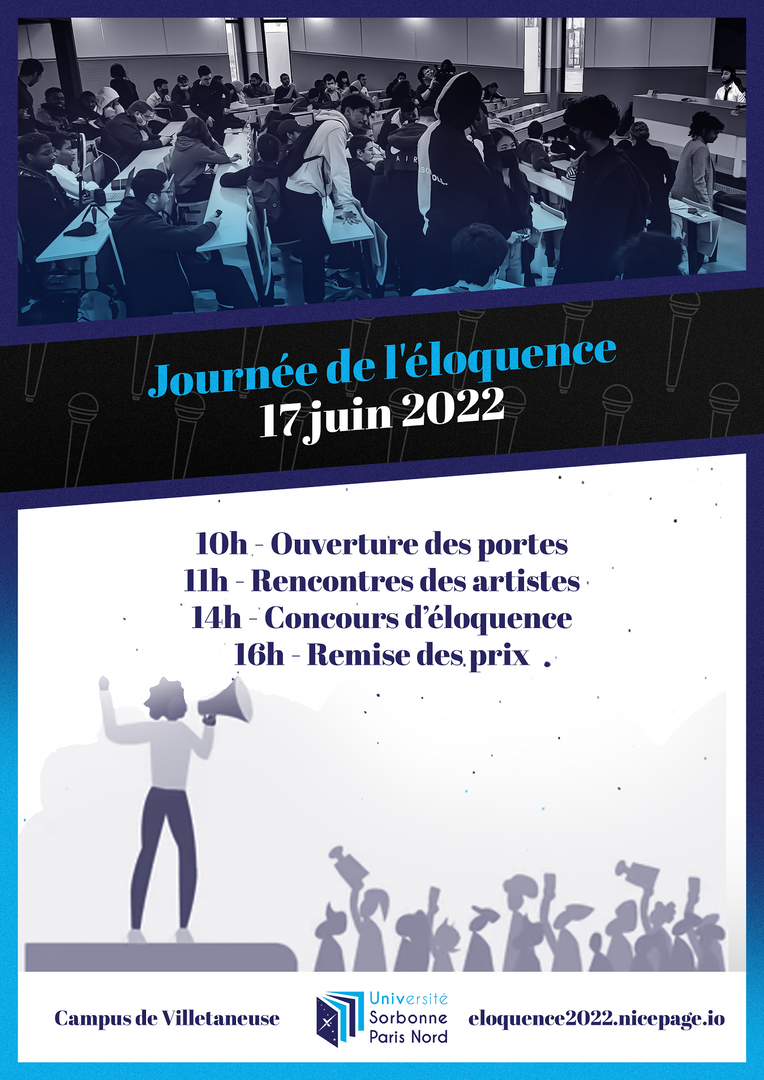 Journée de l'éloquence
17 juin 2022
10h - Ouverture des portes
11h - Rencontres des artistes
14h - Concours d’éloquence
16h - Remise des prix
Campus de Villetaneuse
Université
Sorbonne
Paris Nord
eloquence2022.nicepage.io